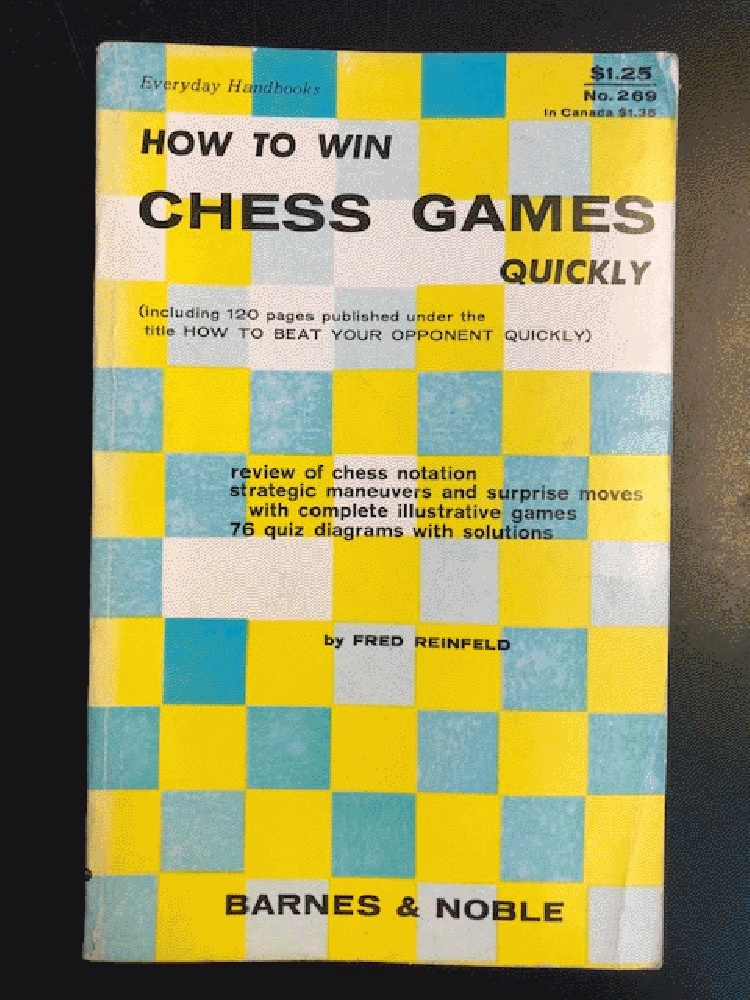 Everyday Handbooks
$1.25
No. 269
In Canada $1.35
HOW TO WIN
CHESS GAMES
QUICKLY
(including 120 pages published under the
title HOW TO BEAT YOUR OPPONENT QUICKLY)
review of chess notation
strategic maneuvers and surprise moves
with complete illustrative games
76 quiz diagrams with solutions
by FRED REINFELD
BARNES & NOBLE